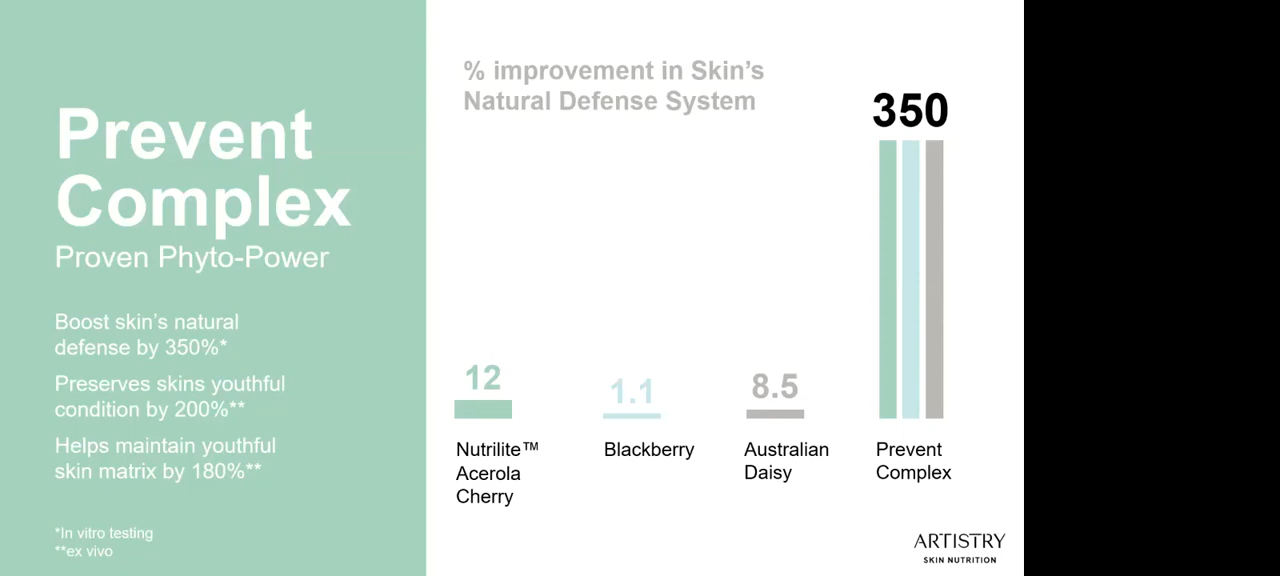 Prevent
Complex
Proven Phyto-Power
Boost skin's natural
defense by 350%*
Preserves skins youthful
condition by 200%**
Helps maintain youthful
skin matrix by 180%**
*In vitro testing
**ex vivo
% improvement in Skin's
Natural Defense System
350
12
1.1
8.5
Nutrilite™
Acerola
Cherry
Blackberry
Australian
Daisy
Prevent
Complex
ARTISTRY
SKIN NUTRITION